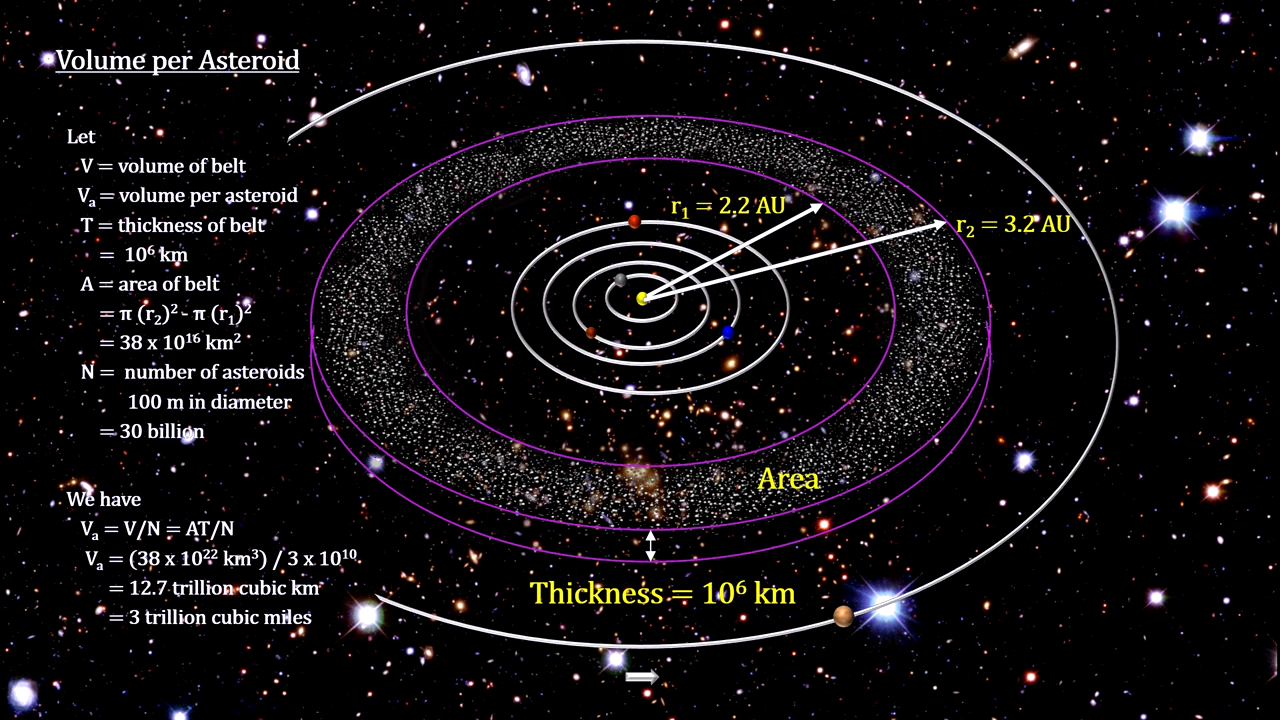 Volume per Asteroid
Let
V = volume of belt
Vₐ = volume per asteroid
T = thickness of belt
= 10⁶ km
A = area of belt
= π (r₂)² - π (r₁)²
= 38 x 10¹⁶ km²
N = number of asteroids
100 m in diameter
= 30 billion
We have
Vₐ = V/N = AT/N
Vₐ = (38 x 10²² km³) / 3 x 10¹⁰
= 12.7 trillion cubic km
= 3 trillion cubic miles
r₁ = 2.2 AU
r₂ = 3.2 AU
Area
Thickness = 10⁶ km